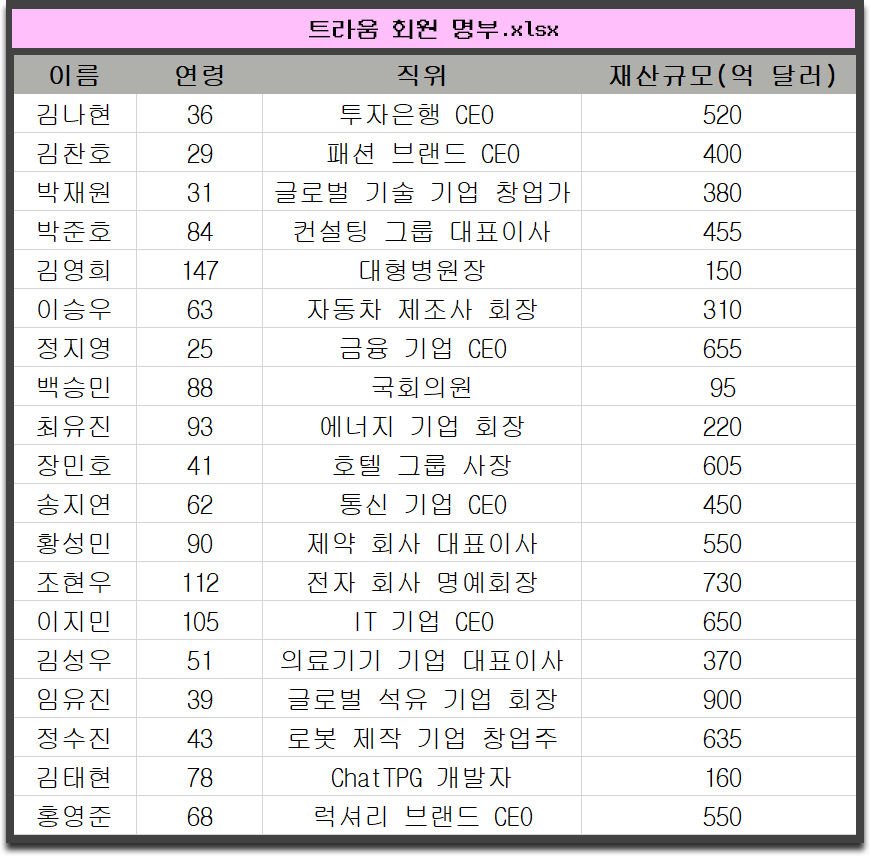 트라움 회원 명부.xlsx
이름 연령 직위 재산규모(억 달러)
김나현 36 투자은행 CEO 520
김찬호 29 패션 브랜드 CEO 400
박재원 31 글로벌 기술 기업 창업가 380
박준호 84 컨설팅 그룹 대표이사 455
김영희 147 대형병원장 150
이승우 63 자동차 제조사 회장 310
정지영 25 금융 기업 CEO 655
백승민 88 국회의원 95
최유진 93 에너지 기업 회장 220
장민호 41 호텔 그룹 사장 605
송지연 62 통신 기업 CEO 450
황성민 90 제약 회사 대표이사 550
조현우 112 전자 회사 명예회장 730
이지민 105 IT 기업 CEO 650
김성우 51 의료기기 기업 대표이사 370
임유진 39 글로벌 석유 기업 회장 900
정수진 43 로봇 제작 기업 창업주 635
김태현 78 ChatTPG 개발자 160
홍영준 68 럭셔리 브랜드 CEO 550